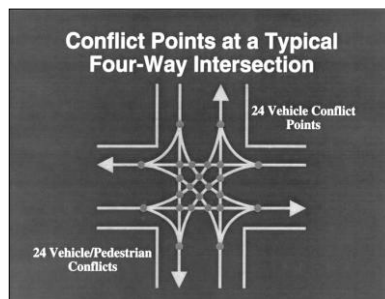 Conflict Points at a Typical
Four-Way Intersection
24 Vehicle Conflict
Points
24 Vehicle/Pedestrian
Conflicts